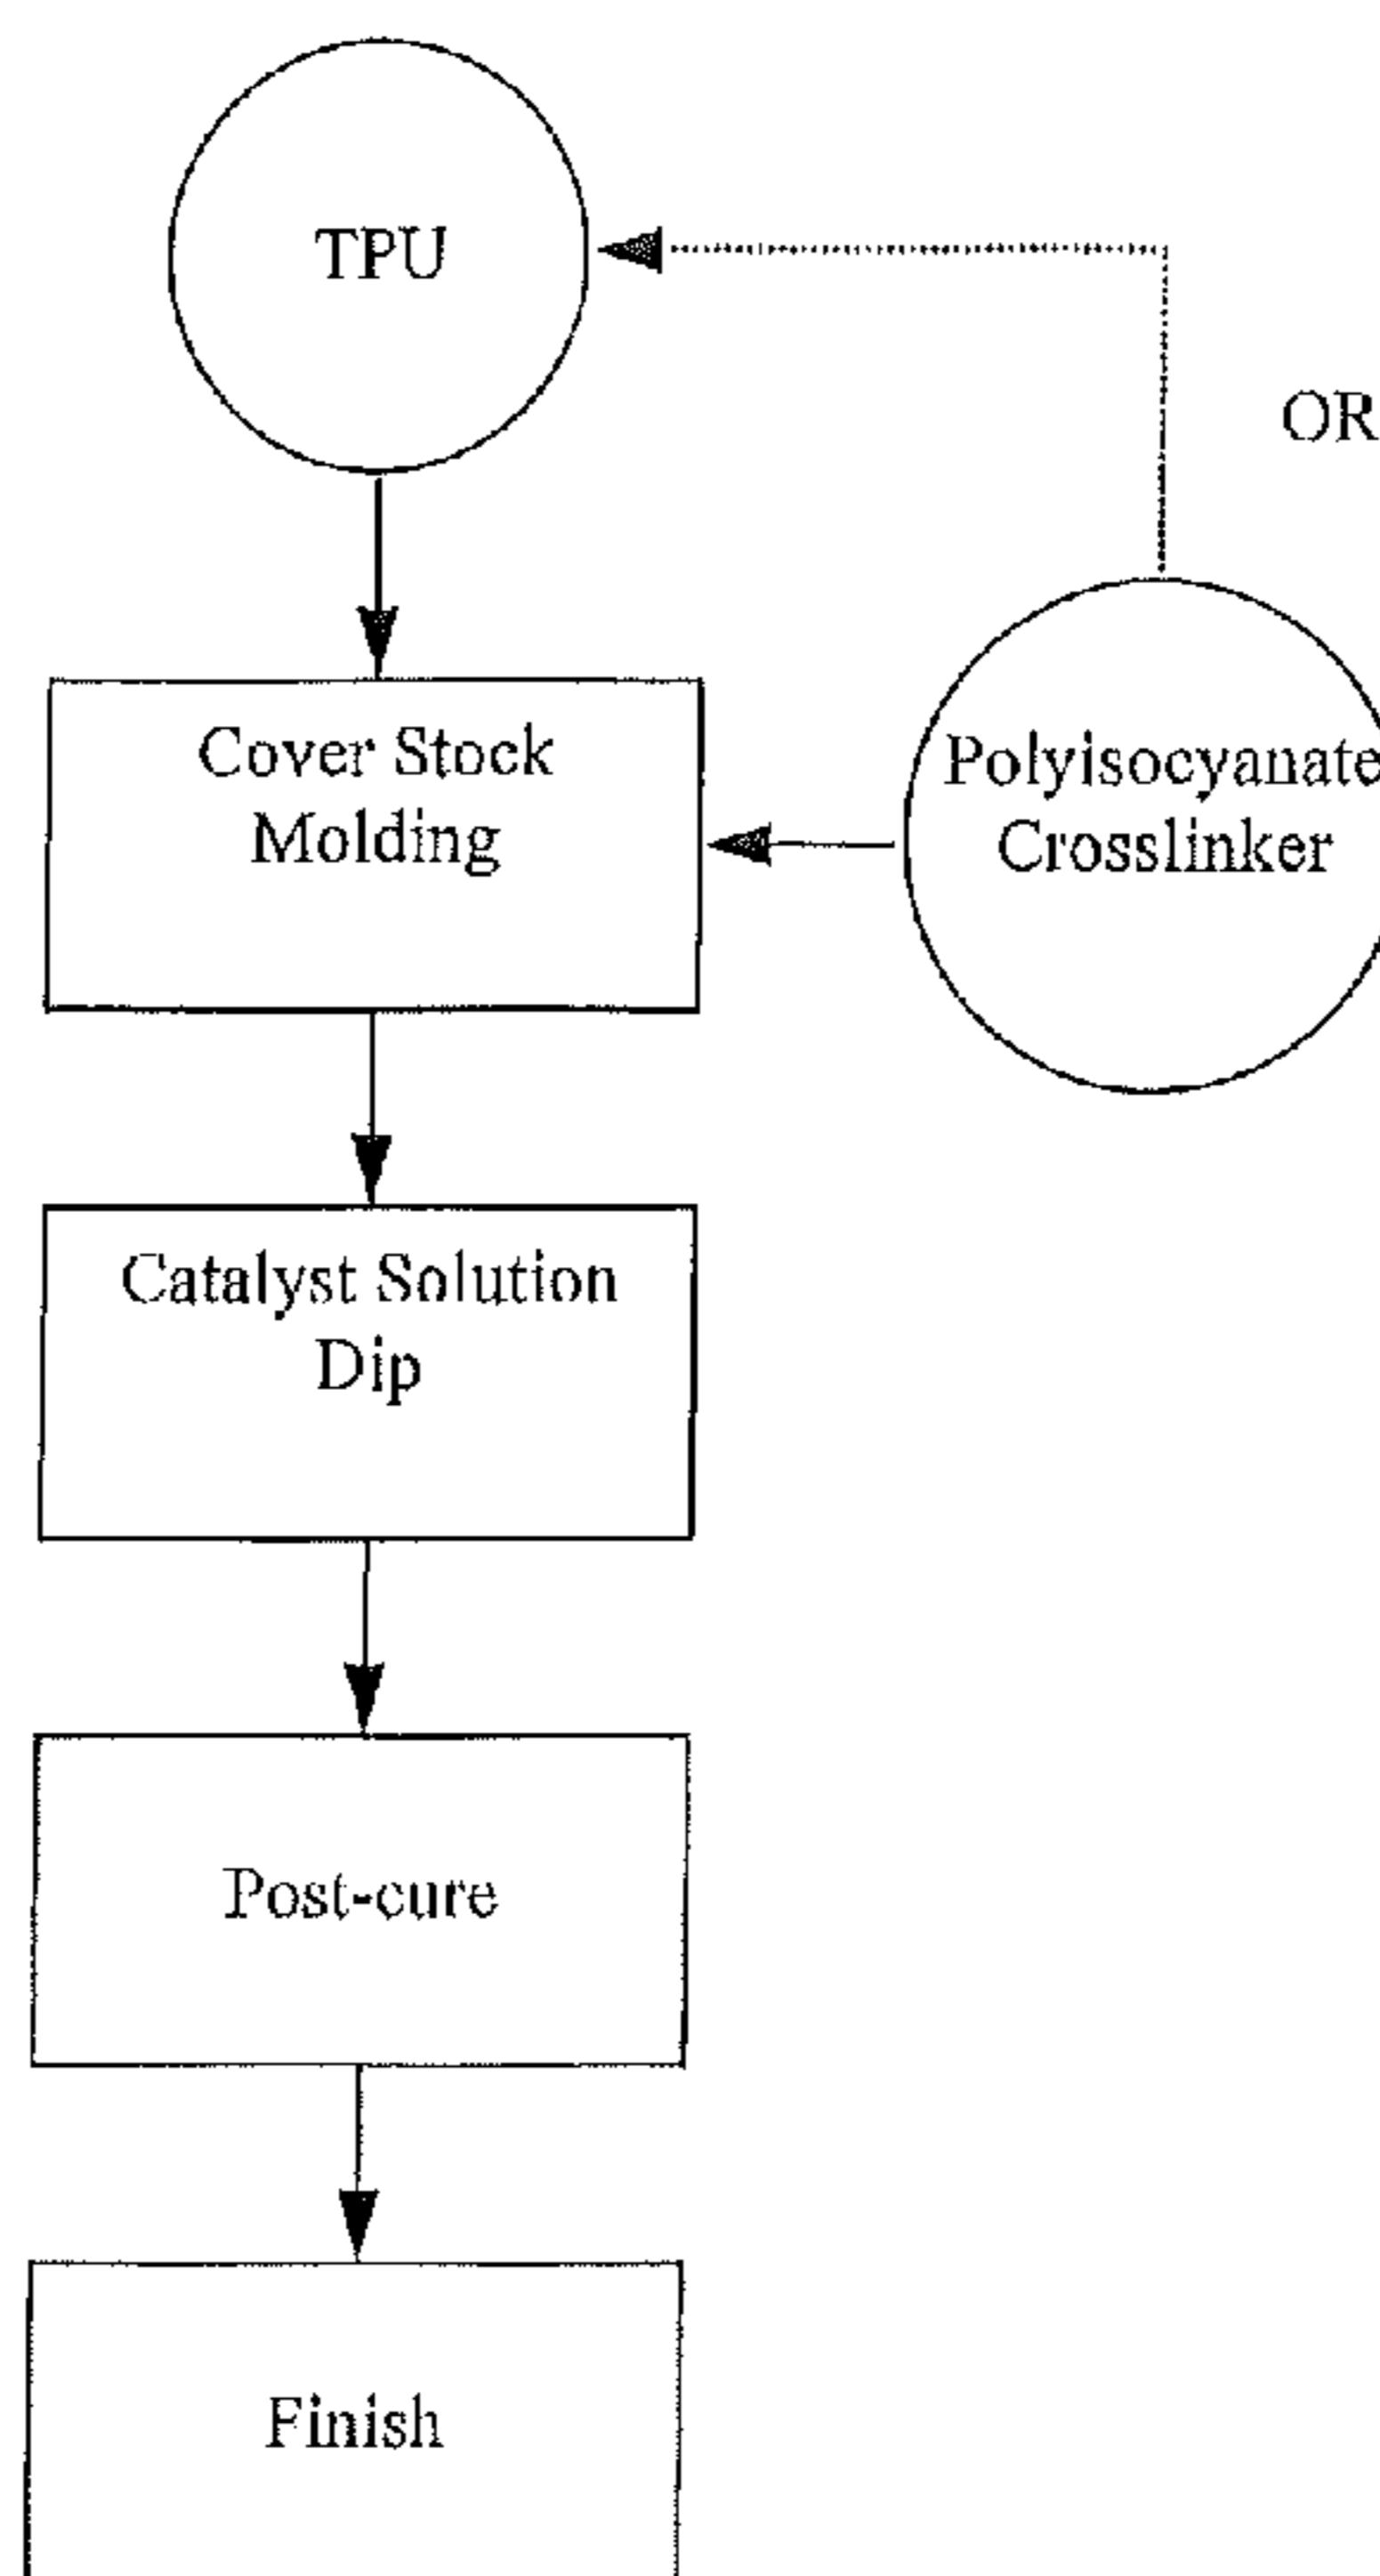 TPU
OR
Cover Stock
Molding
Polyisocyanate
Crosslinker
Catalyst Solution
Dip
Post-cure
Finish